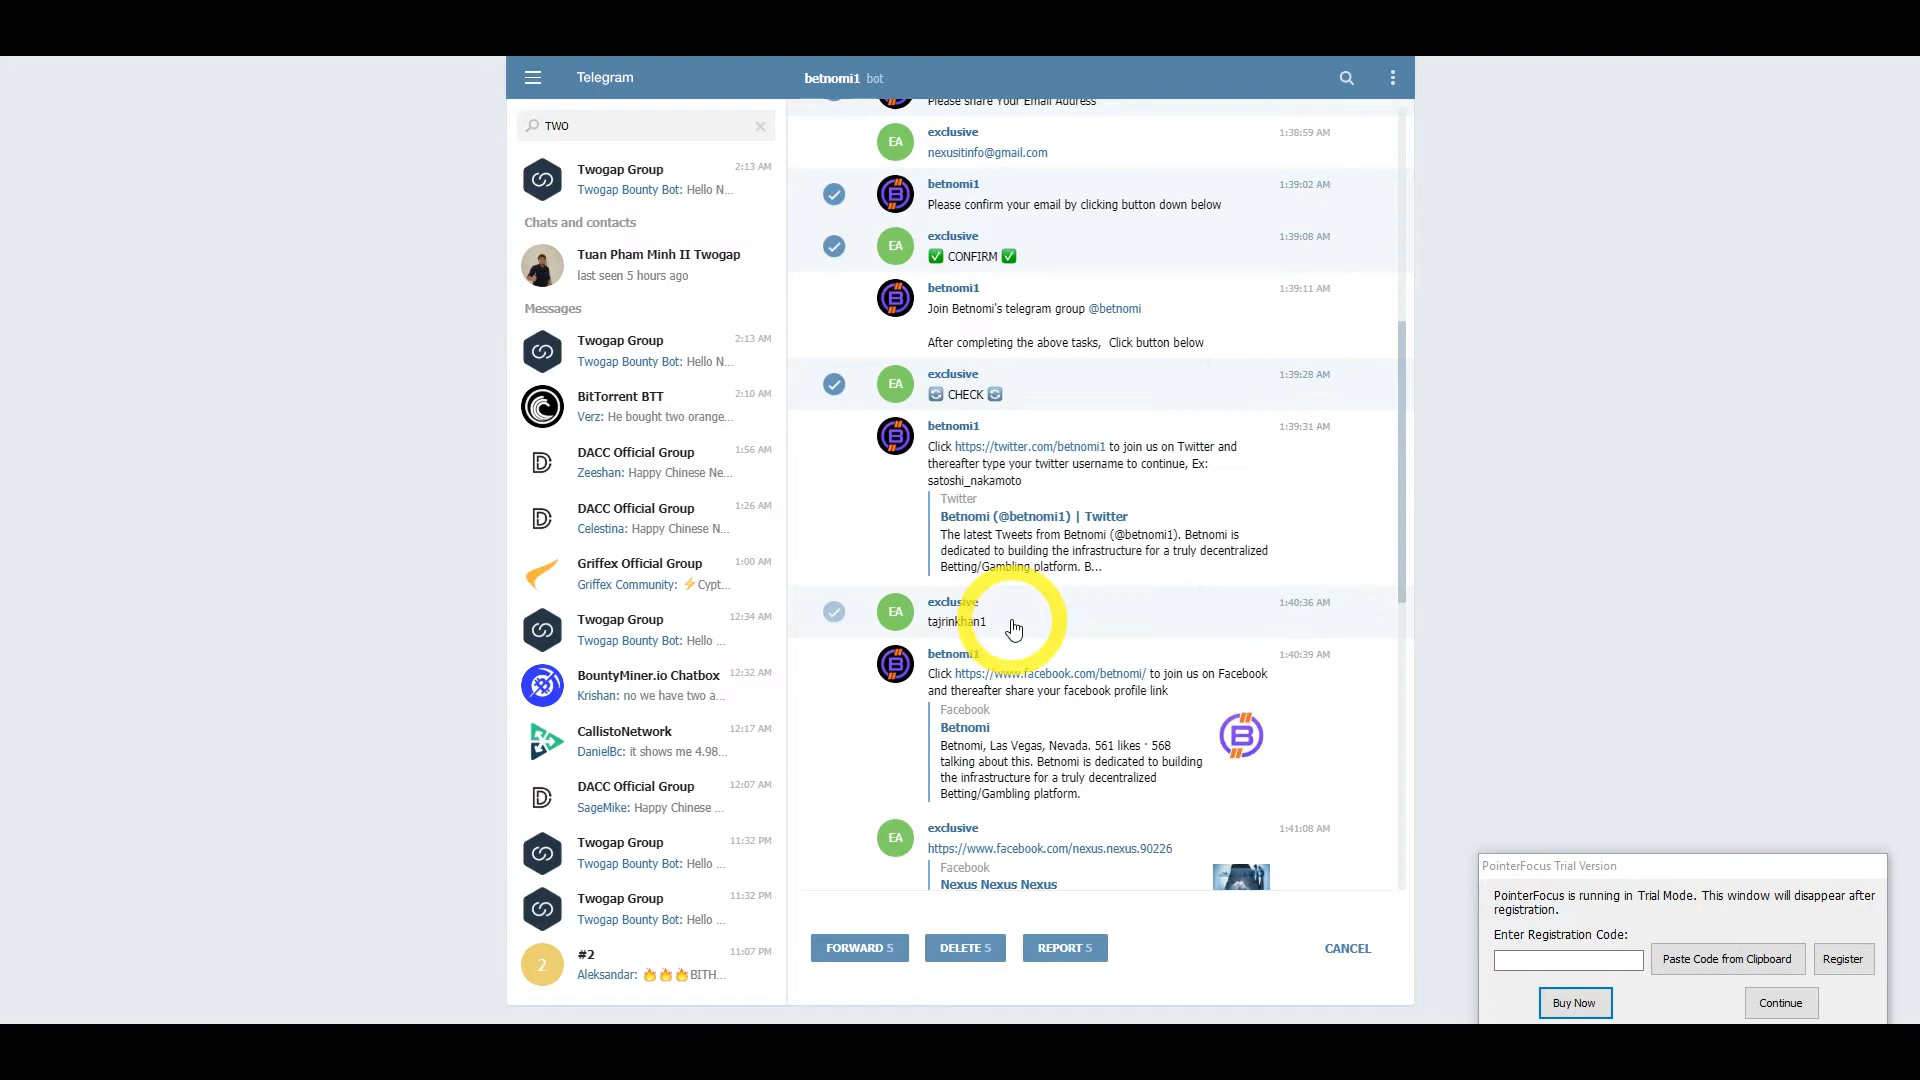 Telegram
betnomi1 bot
TWO
Twogap Group 2:13 AM
Twogap Bounty Bot: Hello N...
Chats and contacts
Tuan Pham Minh II Twogap
last seen 5 hours ago
Messages
Twogap Group 2:13 AM
Twogap Bounty Bot: Hello N...
BitTorrent BTT 2:10 AM
Verz: He bought two orange...
DACC Official Group 1:56 AM
Zeeshan: Happy Chinese Ne...
DACC Official Group 1:26 AM
Celestina: Happy Chinese N...
Griffex Official Group 1:00 AM
Griffex Community: ⚡Cypt...
Twogap Group 12:34 AM
Twogap Bounty Bot: Hello ...
BountyMiner.io Chatbox 12:32 AM
Krishan: no we have two a...
CallistoNetwork 12:17 AM
DanielBc: it shows me 4.98...
DACC Official Group 12:07 AM
SageMike: Happy Chinese ...
Twogap Group 11:32 PM
Twogap Bounty Bot: Hello ...
Twogap Group 11:32 PM
Twogap Bounty Bot: Hello ...
2
#2 11:07 PM
Aleksandar: 🔥🔥🔥BITH...
Please share Your Email Address
EA
exclusive 1:38:59 AM
nexusitinfo@gmail.com
betnomi1 1:39:02 AM
Please confirm your email by clicking button down below
EA
exclusive 1:39:08 AM
✅ CONFIRM ✅
betnomi1 1:39:11 AM
Join Betnomi's telegram group @betnomi
After completing the above tasks, Click button below
EA
exclusive 1:39:28 AM
🔄 CHECK 🔄
betnomi1 1:39:31 AM
Click https://twitter.com/betnomi1 to join us on Twitter and
thereafter type your twitter username to continue, Ex:
satoshi_nakamoto
Twitter
Betnomi (@betnomi1) | Twitter
The latest Tweets from Betnomi (@betnomi1). Betnomi is
dedicated to building the infrastructure for a truly decentralized
Betting/Gambling platform. B...
EA
exclusive 1:40:36 AM
tajrinkhan1
betnomi1 1:40:39 AM
Click https://www.facebook.com/betnomi/ to join us on Facebook
and thereafter share your facebook profile link
Facebook
Betnomi
Betnomi, Las Vegas, Nevada. 561 likes · 568
talking about this. Betnomi is dedicated to building
the infrastructure for a truly decentralized
Betting/Gambling platform.
EA
exclusive 1:41:08 AM
https://www.facebook.com/nexus.nexus.90226
Facebook
Nexus Nexus Nexus
FORWARD 5 DELETE 5 REPORT 5 CANCEL
PointerFocus Trial Version
PointerFocus is running in Trial Mode. This window will disappear after
registration.
Enter Registration Code:
Paste Code from Clipboard Register
Buy Now Continue